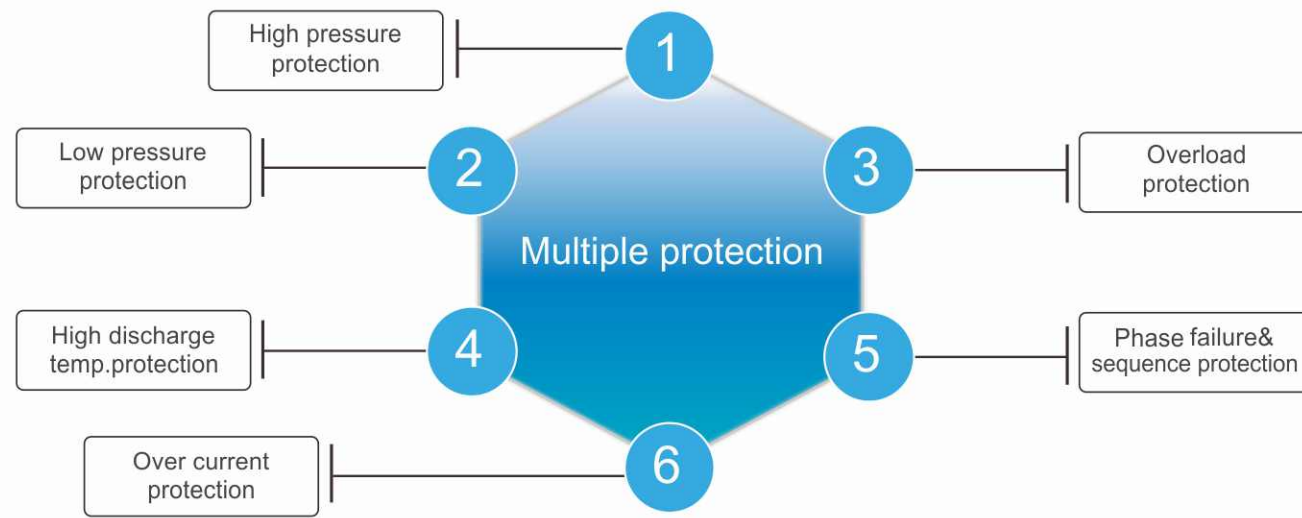 High pressure
protection
1
Low pressure
protection
2
3
Overload
protection
Multiple protection
High discharge
temp.protection
4
5
Phase failure&
sequence protection
Over current
protection
6